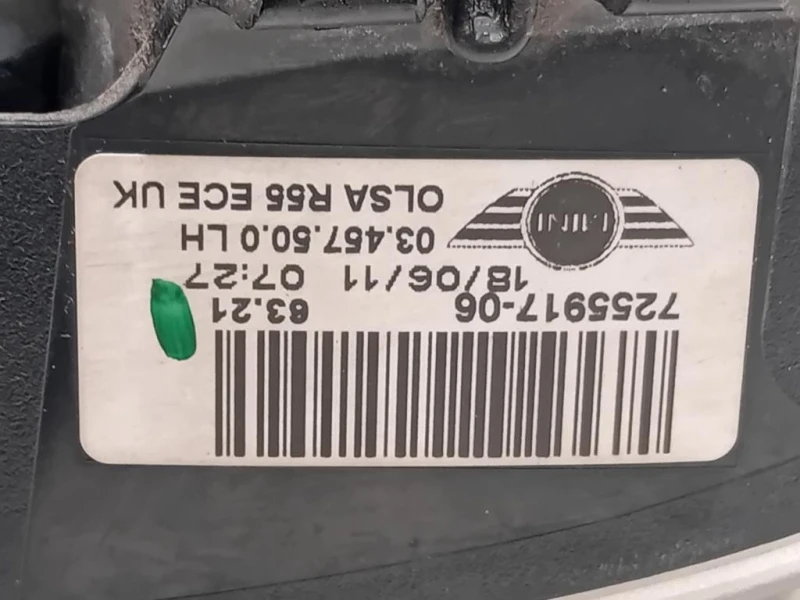 7255917-06 63.21
18/06/11 07:27
MINI
03.457.50.0 LH
OLSA R55 ECE UK